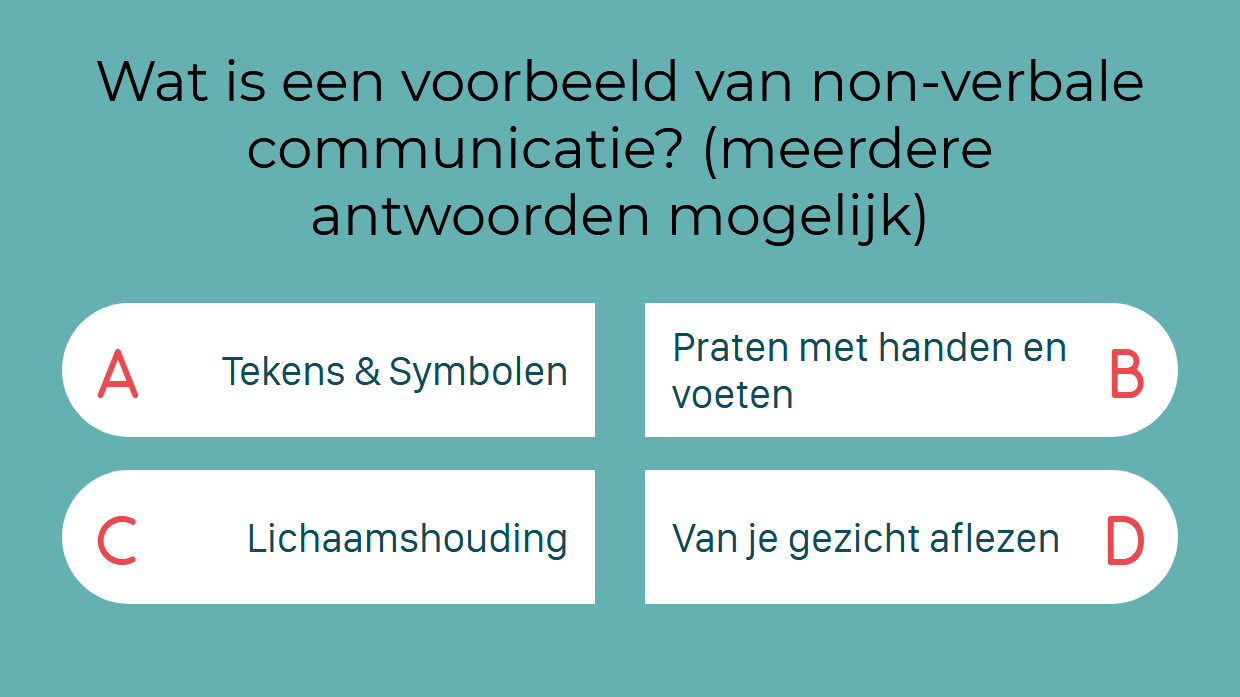 Wat is een voorbeeld van non-verbale
communicatie? (meerdere
antwoorden mogelijk)
A Tekens & Symbolen
Praten met handen en
voeten B
C Lichaamshouding
Van je gezicht aflezen D